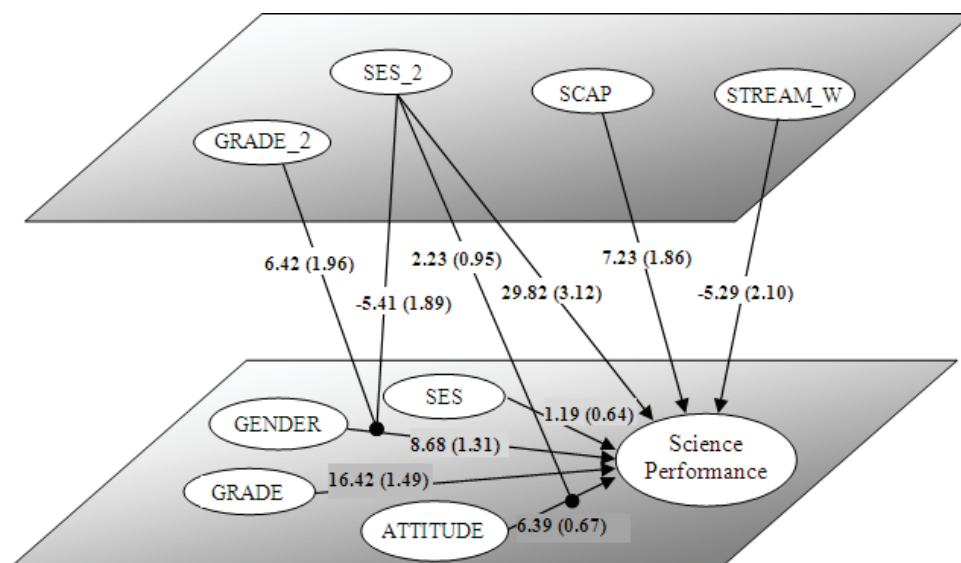 SES_2
SCAP
STREAM_W
GRADE_2
6.42 (1.96)
2.23 (0.95)
7.23 (1.86)
-5.41 (1.89)
29.82 (3.12)
-5.29 (2.10)
SES
1.19 (0.64)
GENDER
8.68 (1.31)
Science
Performance
16.42 (1.49)
GRADE
ATTITUDE
6.39 (0.67)